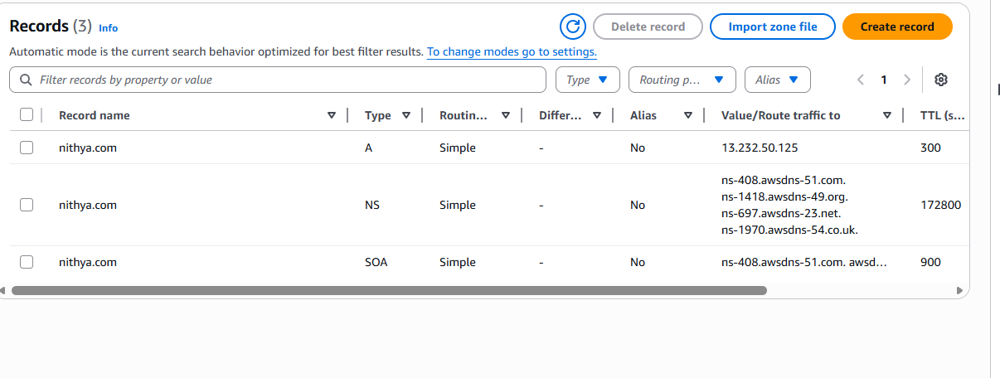 Records (3) Info
Delete record
Import zone file
Create record
Automatic mode is the current search behavior optimized for best filter results. To change modes go to settings.
Filter records by property or value
Type
Routing p...
Alias
1
Record name Type Routin... Differ... Alias Value/Route traffic to TTL (s...
nithya.com A Simple - No 13.232.50.125 300
nithya.com NS Simple - No ns-408.awsdns-51.com.
ns-1418.awsdns-49.org.
ns-697.awsdns-23.net.
ns-1970.awsdns-54.co.uk.
172800
nithya.com SOA Simple - No ns-408.awsdns-51.com. awsd... 900